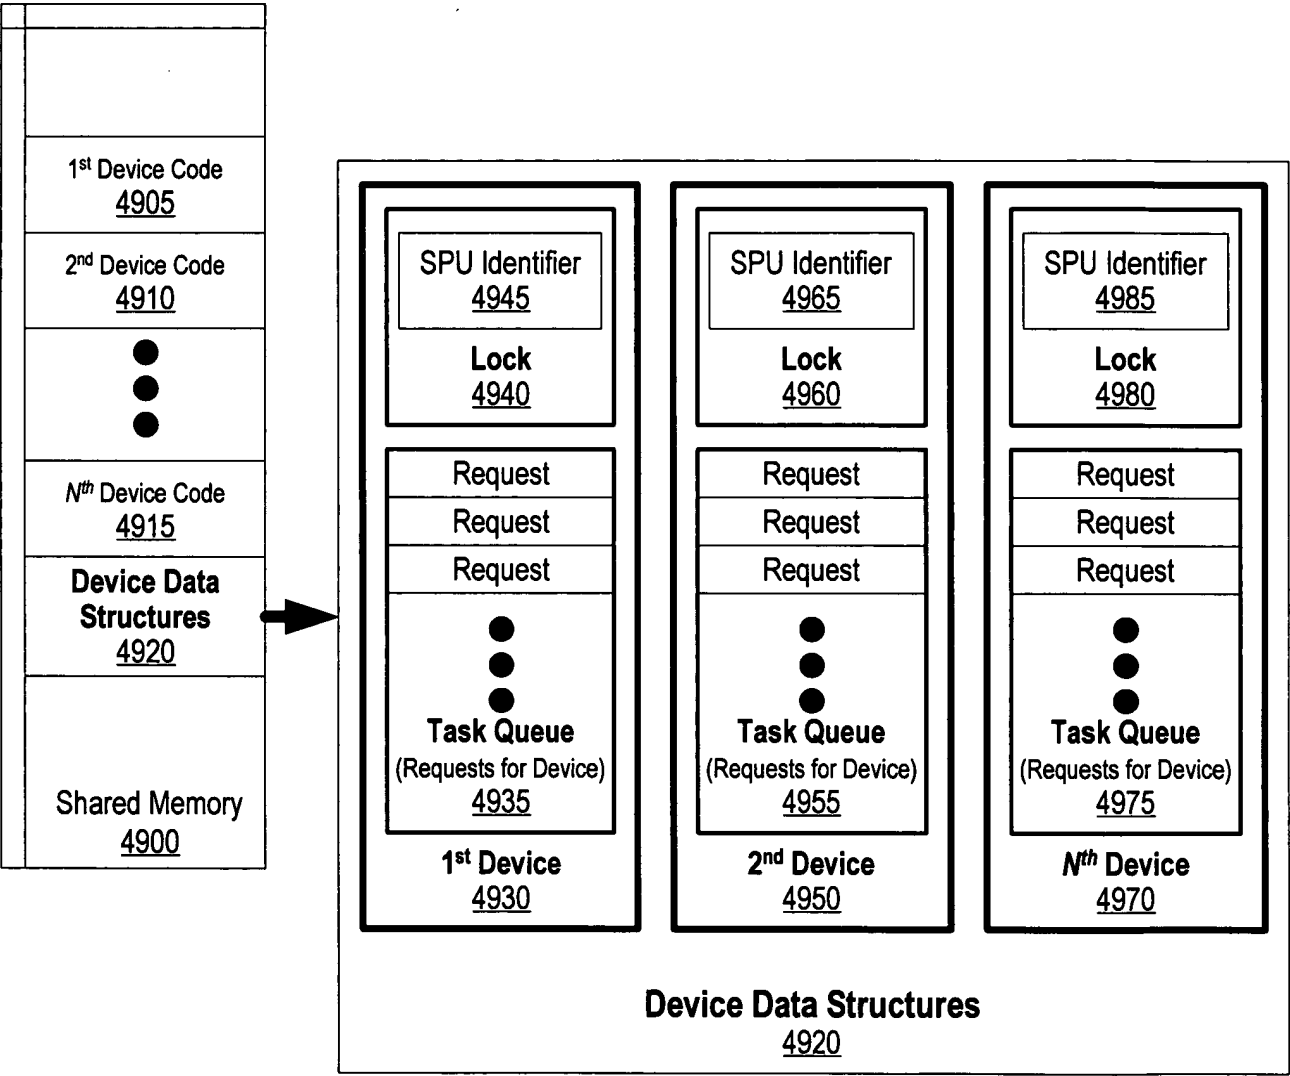 1st Device Code
4905
2nd Device Code
4910
Nth Device Code
4915
Device Data
Structures
4920
Shared Memory
4900
SPU Identifier
4945
Lock
4940
Request
Request
Request
Task Queue
(Requests for Device)
4935
1st Device
4930
SPU Identifier
4965
Lock
4960
Request
Request
Request
Task Queue
(Requests for Device)
4955
2nd Device
4950
SPU Identifier
4985
Lock
4980
Request
Request
Request
Task Queue
(Requests for Device)
4975
Nth Device
4970
Device Data Structures
4920